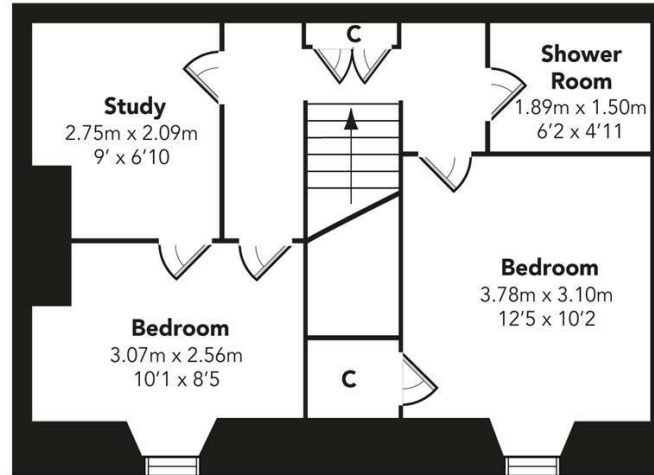 C
Study
2.75m x 2.09m
9' x 6'10
Shower
Room
1.89m x 1.50m
6'2 x 4'11
Bedroom
3.07m x 2.56m
10'1 x 8'5
C
Bedroom
3.78m x 3.10m
12'5 x 10'2